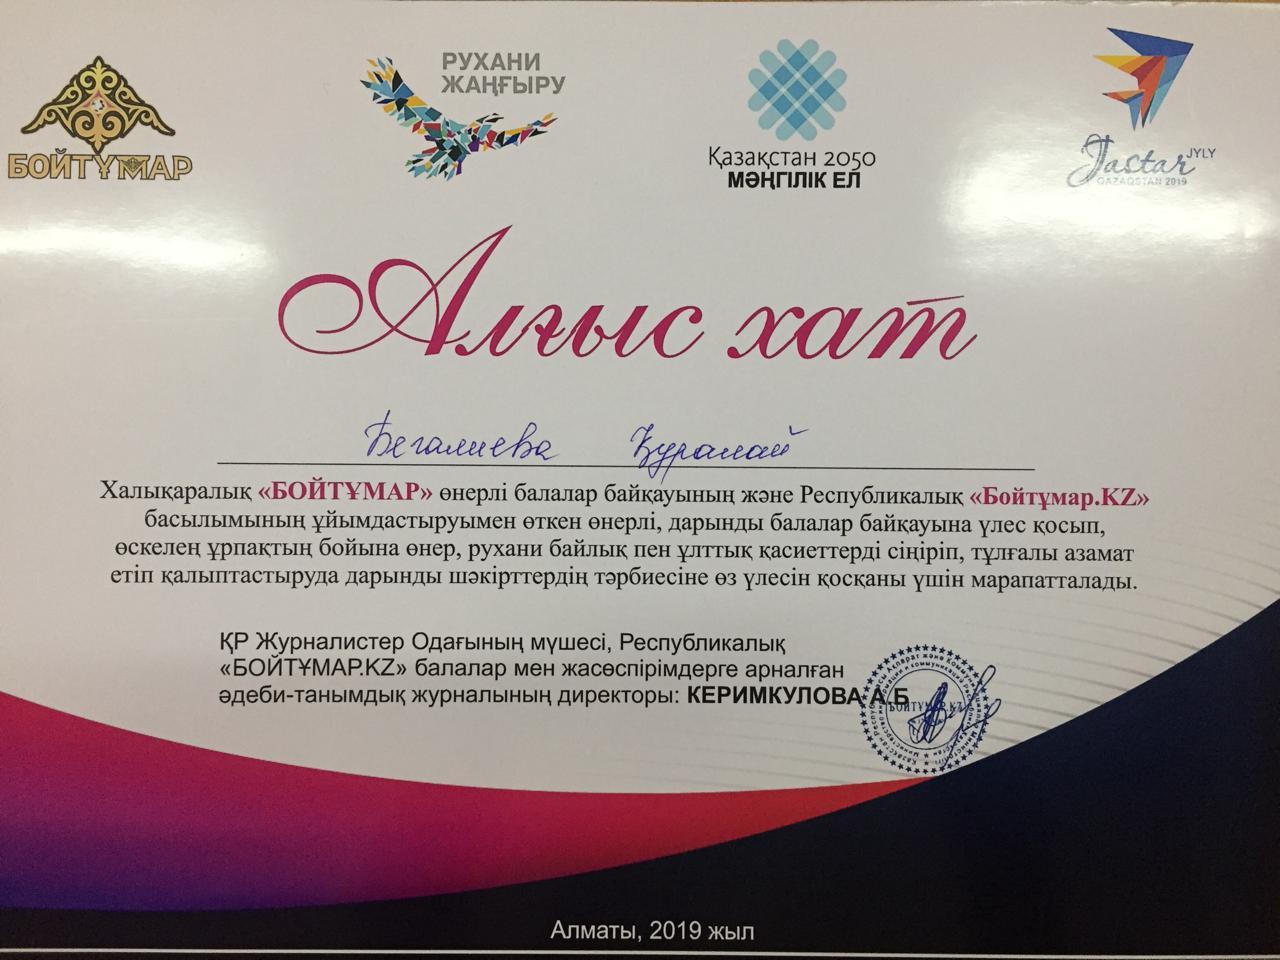 БОЙТҰМАР
РУХАНИ
ЖАҢҒЫРУ
Қазақстан 2050
МӘҢГІЛІК ЕЛ
Jastar JYLY
QAZAQSTAN 2019
Алғыс хат
Бегалиева Құралай
Халықаралық «БОЙТҰМАР» өнерлі балалар байқауының және Республикалық «Бойтұмар.KZ»
басылымының ұйымдастыруымен өткен өнерлі, дарынды балалар байқауына үлес қосып,
өскелең ұрпақтың бойына өнер, рухани байлық пен ұлттық қасиеттерді сіңіріп, тұлғалы азамат
етіп қалыптастыруда дарынды шәкірттердің тәрбиесіне өз үлесін қосқаны үшін марапатталады.
ҚР Журналистер Одағының мүшесі, Республикалық
«БОЙТҰМАР.KZ» балалар мен жасөспірімдерге арналған
әдеби-танымдық журналының директоры: КЕРИМКУЛОВА А.Б.
БОЙТҰМАР.KZ
Алматы, 2019 жыл